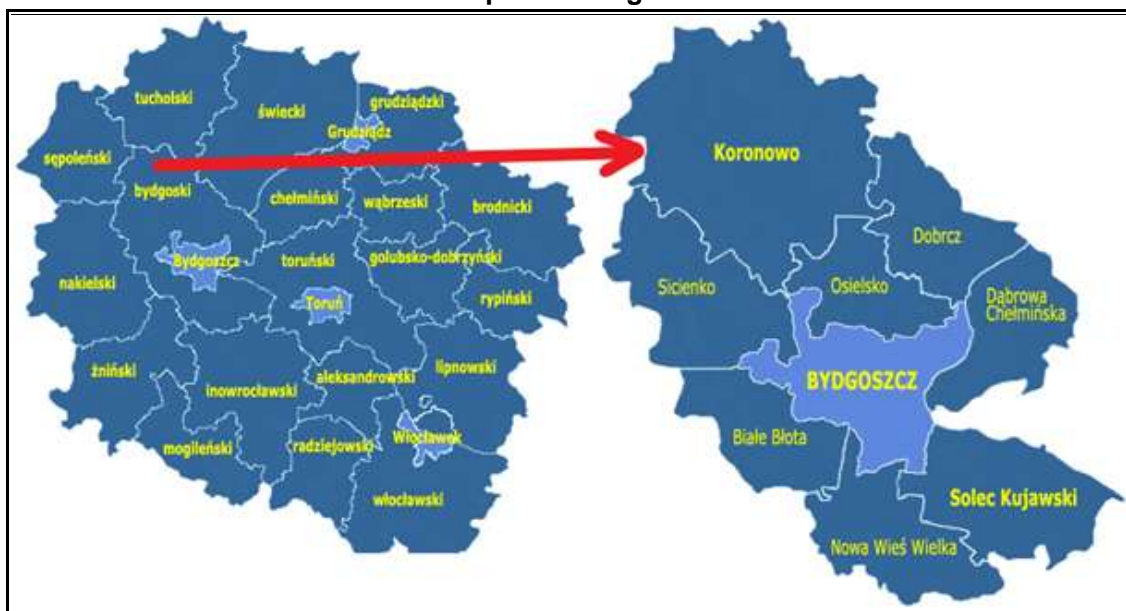 tucholski
świecki
grudziądzki
Grudziądz
sępoleński
bydgoski
chełmiński
wąbrzeski
brodnicki
Bydgoszcz
toruński
golubsko-dobrzyński
nakielski
Toruń
rypiński
żniński
inowrocławski
aleksandrowski
lipnowski
mogileński
radziejowski
Włocławek
włocławski
Koronowo
Dobrcz
Sicienko
Osielsko
Dąbrowa
Chełmińska
BYDGOSZCZ
Białe Błota
Solec Kujawski
Nowa Wieś Wielka